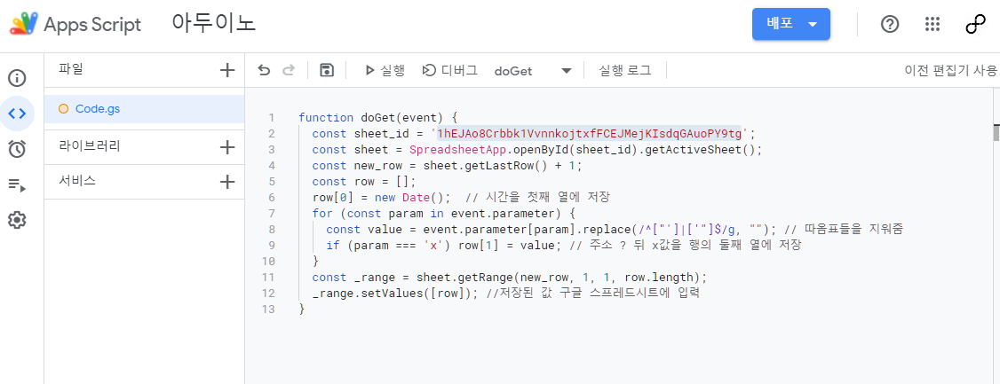 Apps Script 아두이노 배포
파일
실행 디버그 doGet 실행 로그 이전 편집기 사용
Code.gs
라이브러리
서비스
1 function doGet(event) {
2 const sheet_id = '1hEJAo8Crbbk1VvnnkojtxfFCEJMejKIsdqGAuoPY9tg';
3 const sheet = SpreadsheetApp.openById(sheet_id).getActiveSheet();
4 const new_row = sheet.getLastRow() + 1;
5 const row = [];
6 row[0] = new Date(); // 시간을 첫째 열에 저장
7 for (const param in event.parameter) {
8 const value = event.parameter[param].replace(/^["']|['"]$/g, ""); // 따옴표들을 지워줌
9 if (param === 'x') row[1] = value; // 주소 ? 뒤 x값을 행의 둘째 열에 저장
10 }
11 const _range = sheet.getRange(new_row, 1, 1, row.length);
12 _range.setValues([row]); //저장된 값 구글 스프레드시트에 입력
13 }